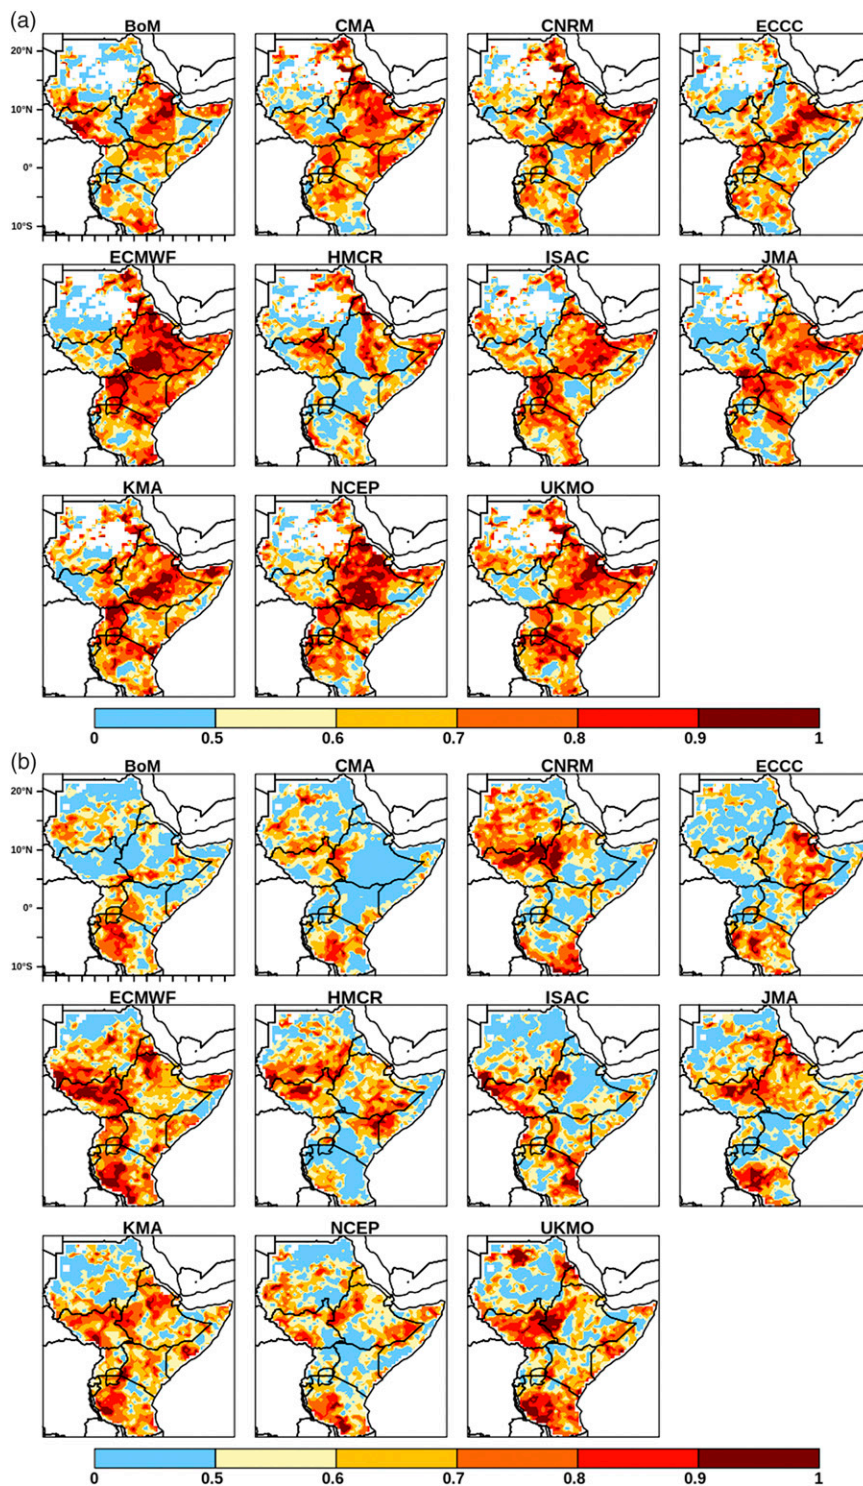 (a)
BoM CMA CNRM ECCC
20°N
10°N
0°
10°S
ECMWF HMCR ISAC JMA
KMA NCEP UKMO
0 0.5 0.6 0.7 0.8 0.9 1
(b)
BoM CMA CNRM ECCC
20°N
10°N
0°
10°S
ECMWF HMCR ISAC JMA
KMA NCEP UKMO
0 0.5 0.6 0.7 0.8 0.9 1